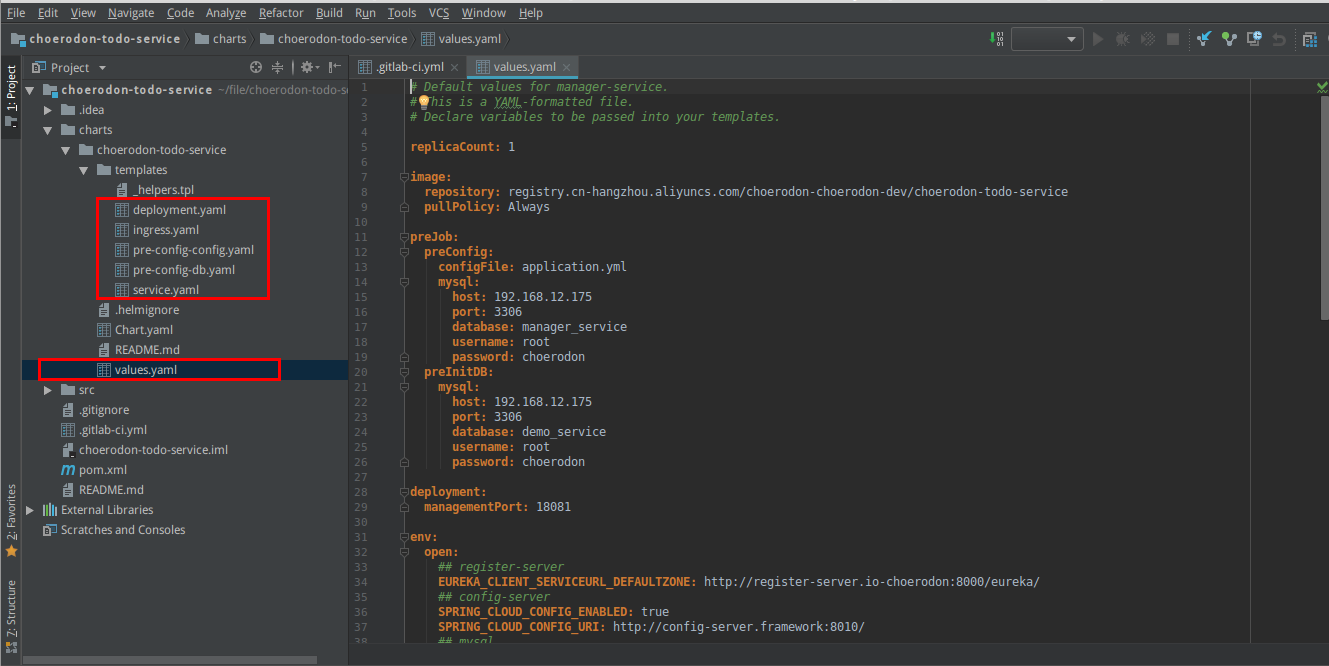 File Edit View Navigate Code Analyze Refactor Build Run Tools VCS Window Help
choerodon-todo-service charts choerodon-todo-service values.yaml
1: Project
2: Favorites
7: Structure
Project
choerodon-todo-service ~/file/choerodon-todo-s
.idea
charts
choerodon-todo-service
templates
_helpers.tpl
deployment.yaml
ingress.yaml
pre-config-config.yaml
pre-config-db.yaml
service.yaml
.helmignore
Chart.yaml
README.md
values.yaml
src
.gitignore
.gitlab-ci.yml
choerodon-todo-service.iml
pom.xml
README.md
External Libraries
Scratches and Consoles
.gitlab-ci.yml values.yaml
1 # Default values for manager-service.
2 # This is a YAML-formatted file.
3 # Declare variables to be passed into your templates.
4
5 replicaCount: 1
6
7 image:
8 repository: registry.cn-hangzhou.aliyuncs.com/choerodon-choerodon-dev/choerodon-todo-service
9 pullPolicy: Always
10
11 preJob:
12 preConfig:
13 configFile: application.yml
14 mysql:
15 host: 192.168.12.175
16 port: 3306
17 database: manager_service
18 username: root
19 password: choerodon
20 preInitDB:
21 mysql:
22 host: 192.168.12.175
23 port: 3306
24 database: demo_service
25 username: root
26 password: choerodon
27
28 deployment:
29 managementPort: 18081
30
31 env:
32 open:
33 ## register-server
34 EUREKA_CLIENT_SERVICEURL_DEFAULTZONE: http://register-server.io-choerodon:8000/eureka/
35 ## config-server
36 SPRING_CLOUD_CONFIG_ENABLED: true
37 SPRING_CLOUD_CONFIG_URI: http://config-server.framework:8010/
38 ## mysql